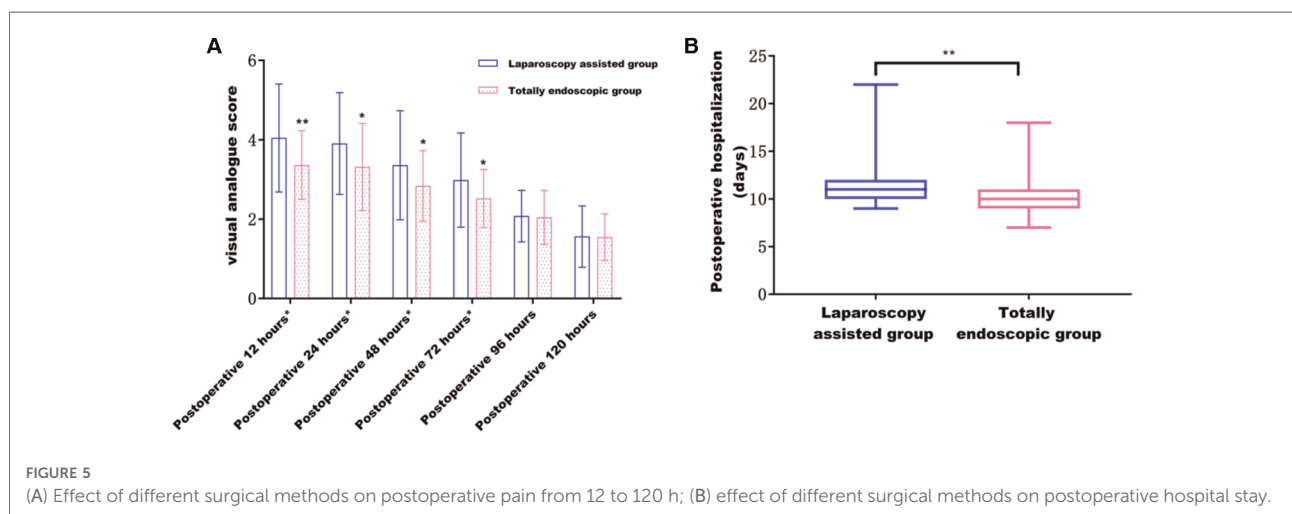 A
visual analogue score
6
4
2
0
Laparoscopy assisted group
Totally endoscopic group
**
*
*
*
Postoperative 12 hours*
Postoperative 24 hours*
Postoperative 48 hours*
Postoperative 72 hours*
Postoperative 96 hours
Postoperative 120 hours
B
Postoperative hospitalization
(days)
25
20
15
10
5
0
**
Laparoscopy
assisted group
Totally
endoscopic group
FIGURE 5
(A) Effect of different surgical methods on postoperative pain from 12 to 120 h; (B) effect of different surgical methods on postoperative hospital stay.